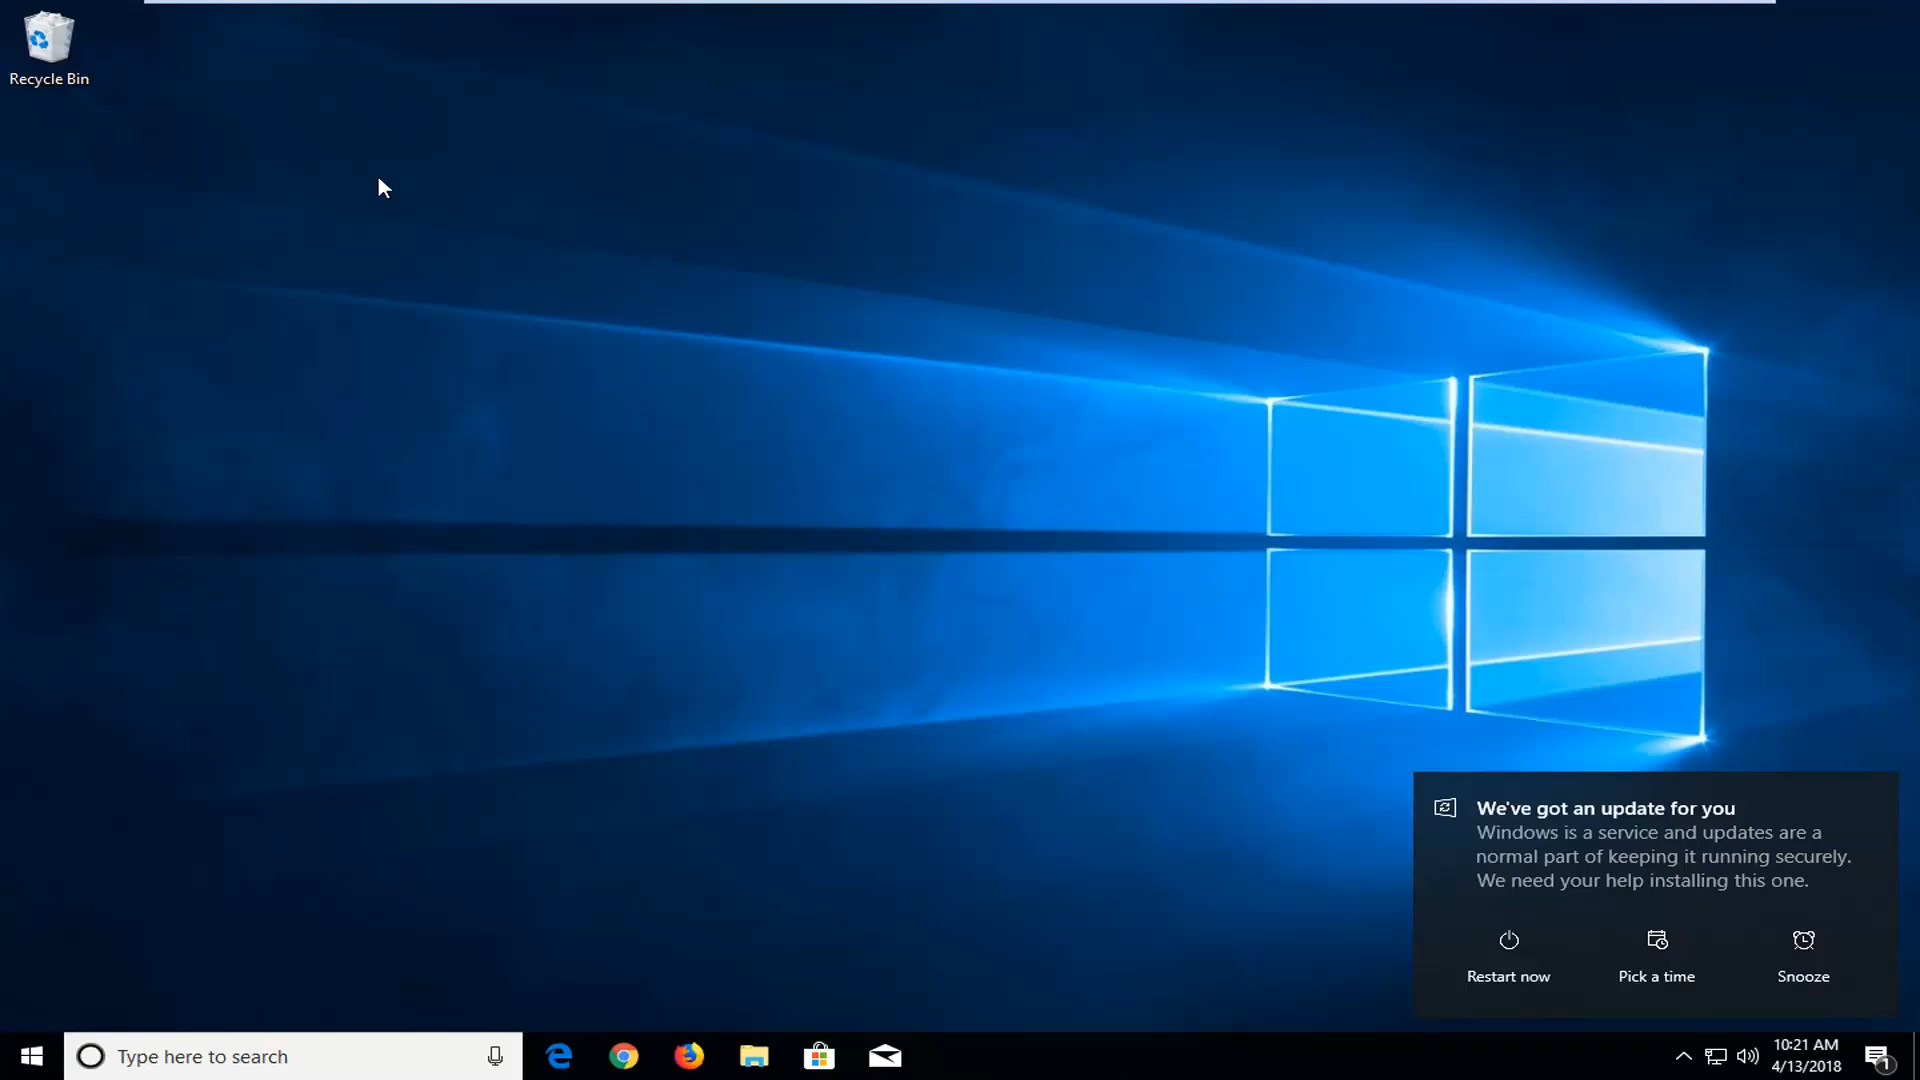 Recycle Bin
We've got an update for you
Windows is a service and updates are a
normal part of keeping it running securely.
We need your help installing this one.
Restart now
Pick a time
Snooze
Type here to search
10:21 AM
4/13/2018
1